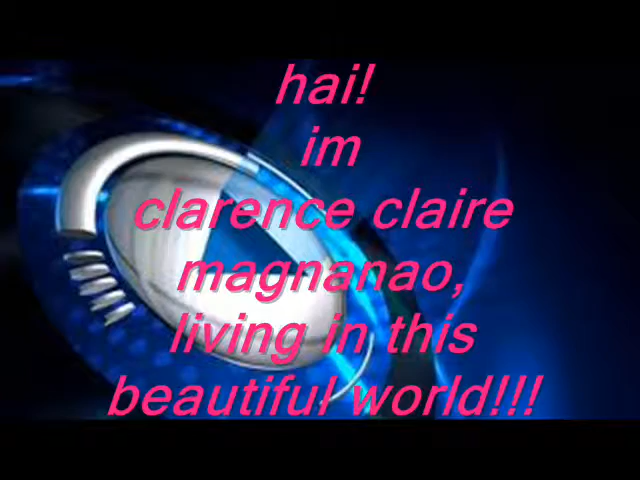 hai!
im
clarence claire
magnanao,
living in this
beautiful world!!!